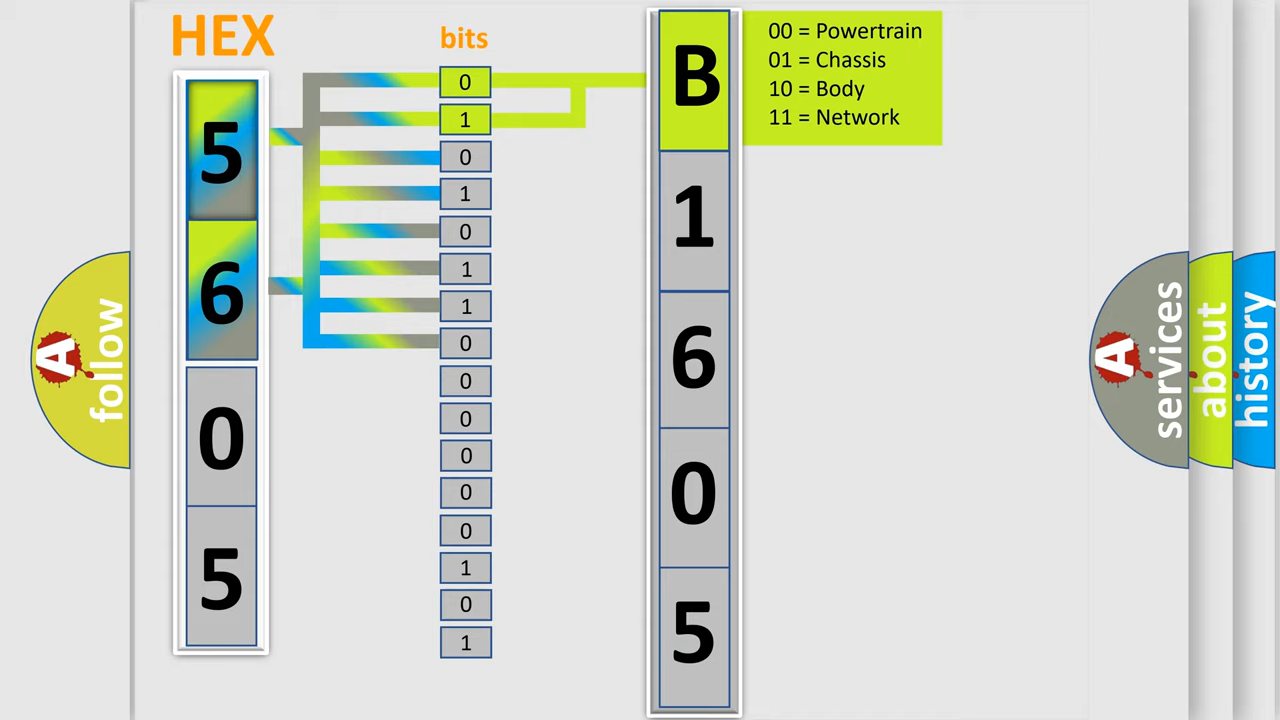 HEX
bits
5
6
0
5
0
1
0
1
0
1
1
0
0
0
0
0
0
1
0
1
B
1
6
0
5
00 = Powertrain
01 = Chassis
10 = Body
11 = Network
A
follow
A
services
about
history